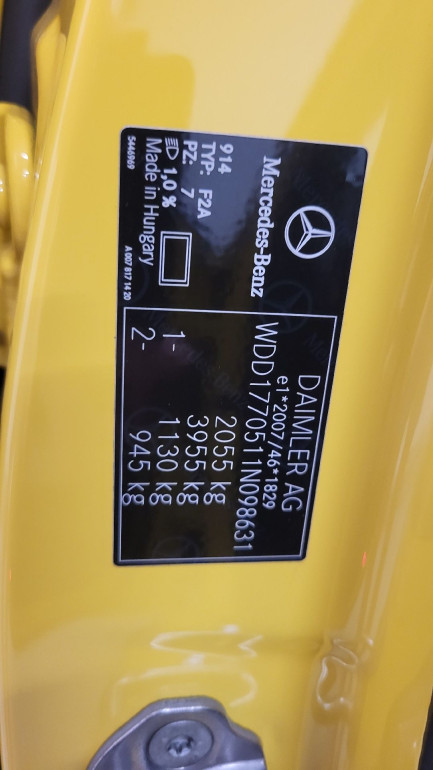 Mercedes-Benz
914
TYP: F2A
PZ: 7
1,0 %
Made in Hungary
5446969
A 007 817 14 20
DAIMLER AG
e1*2007/46*1829
WDD1770511N098631
2055 kg
3955 kg
1- 1130 kg
2- 945 kg